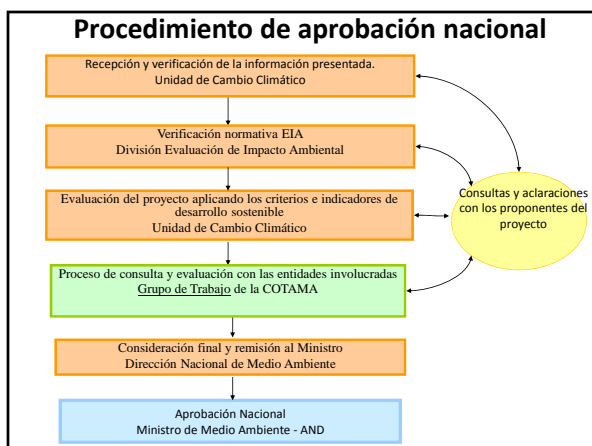 Procedimiento de aprobación nacional
Recepción y verificación de la información presentada.
Unidad de Cambio Climático
Verificación normativa EIA
División Evaluación de Impacto Ambiental
Evaluación del proyecto aplicando los criterios e indicadores de
desarrollo sostenible
Unidad de Cambio Climático
Consultas y aclaraciones
con los proponentes del
proyecto
Proceso de consulta y evaluación con las entidades involucradas
Grupo de Trabajo de la COTAMA
Consideración final y remisión al Ministro
Dirección Nacional de Medio Ambiente
Aprobación Nacional
Ministro de Medio Ambiente - AND